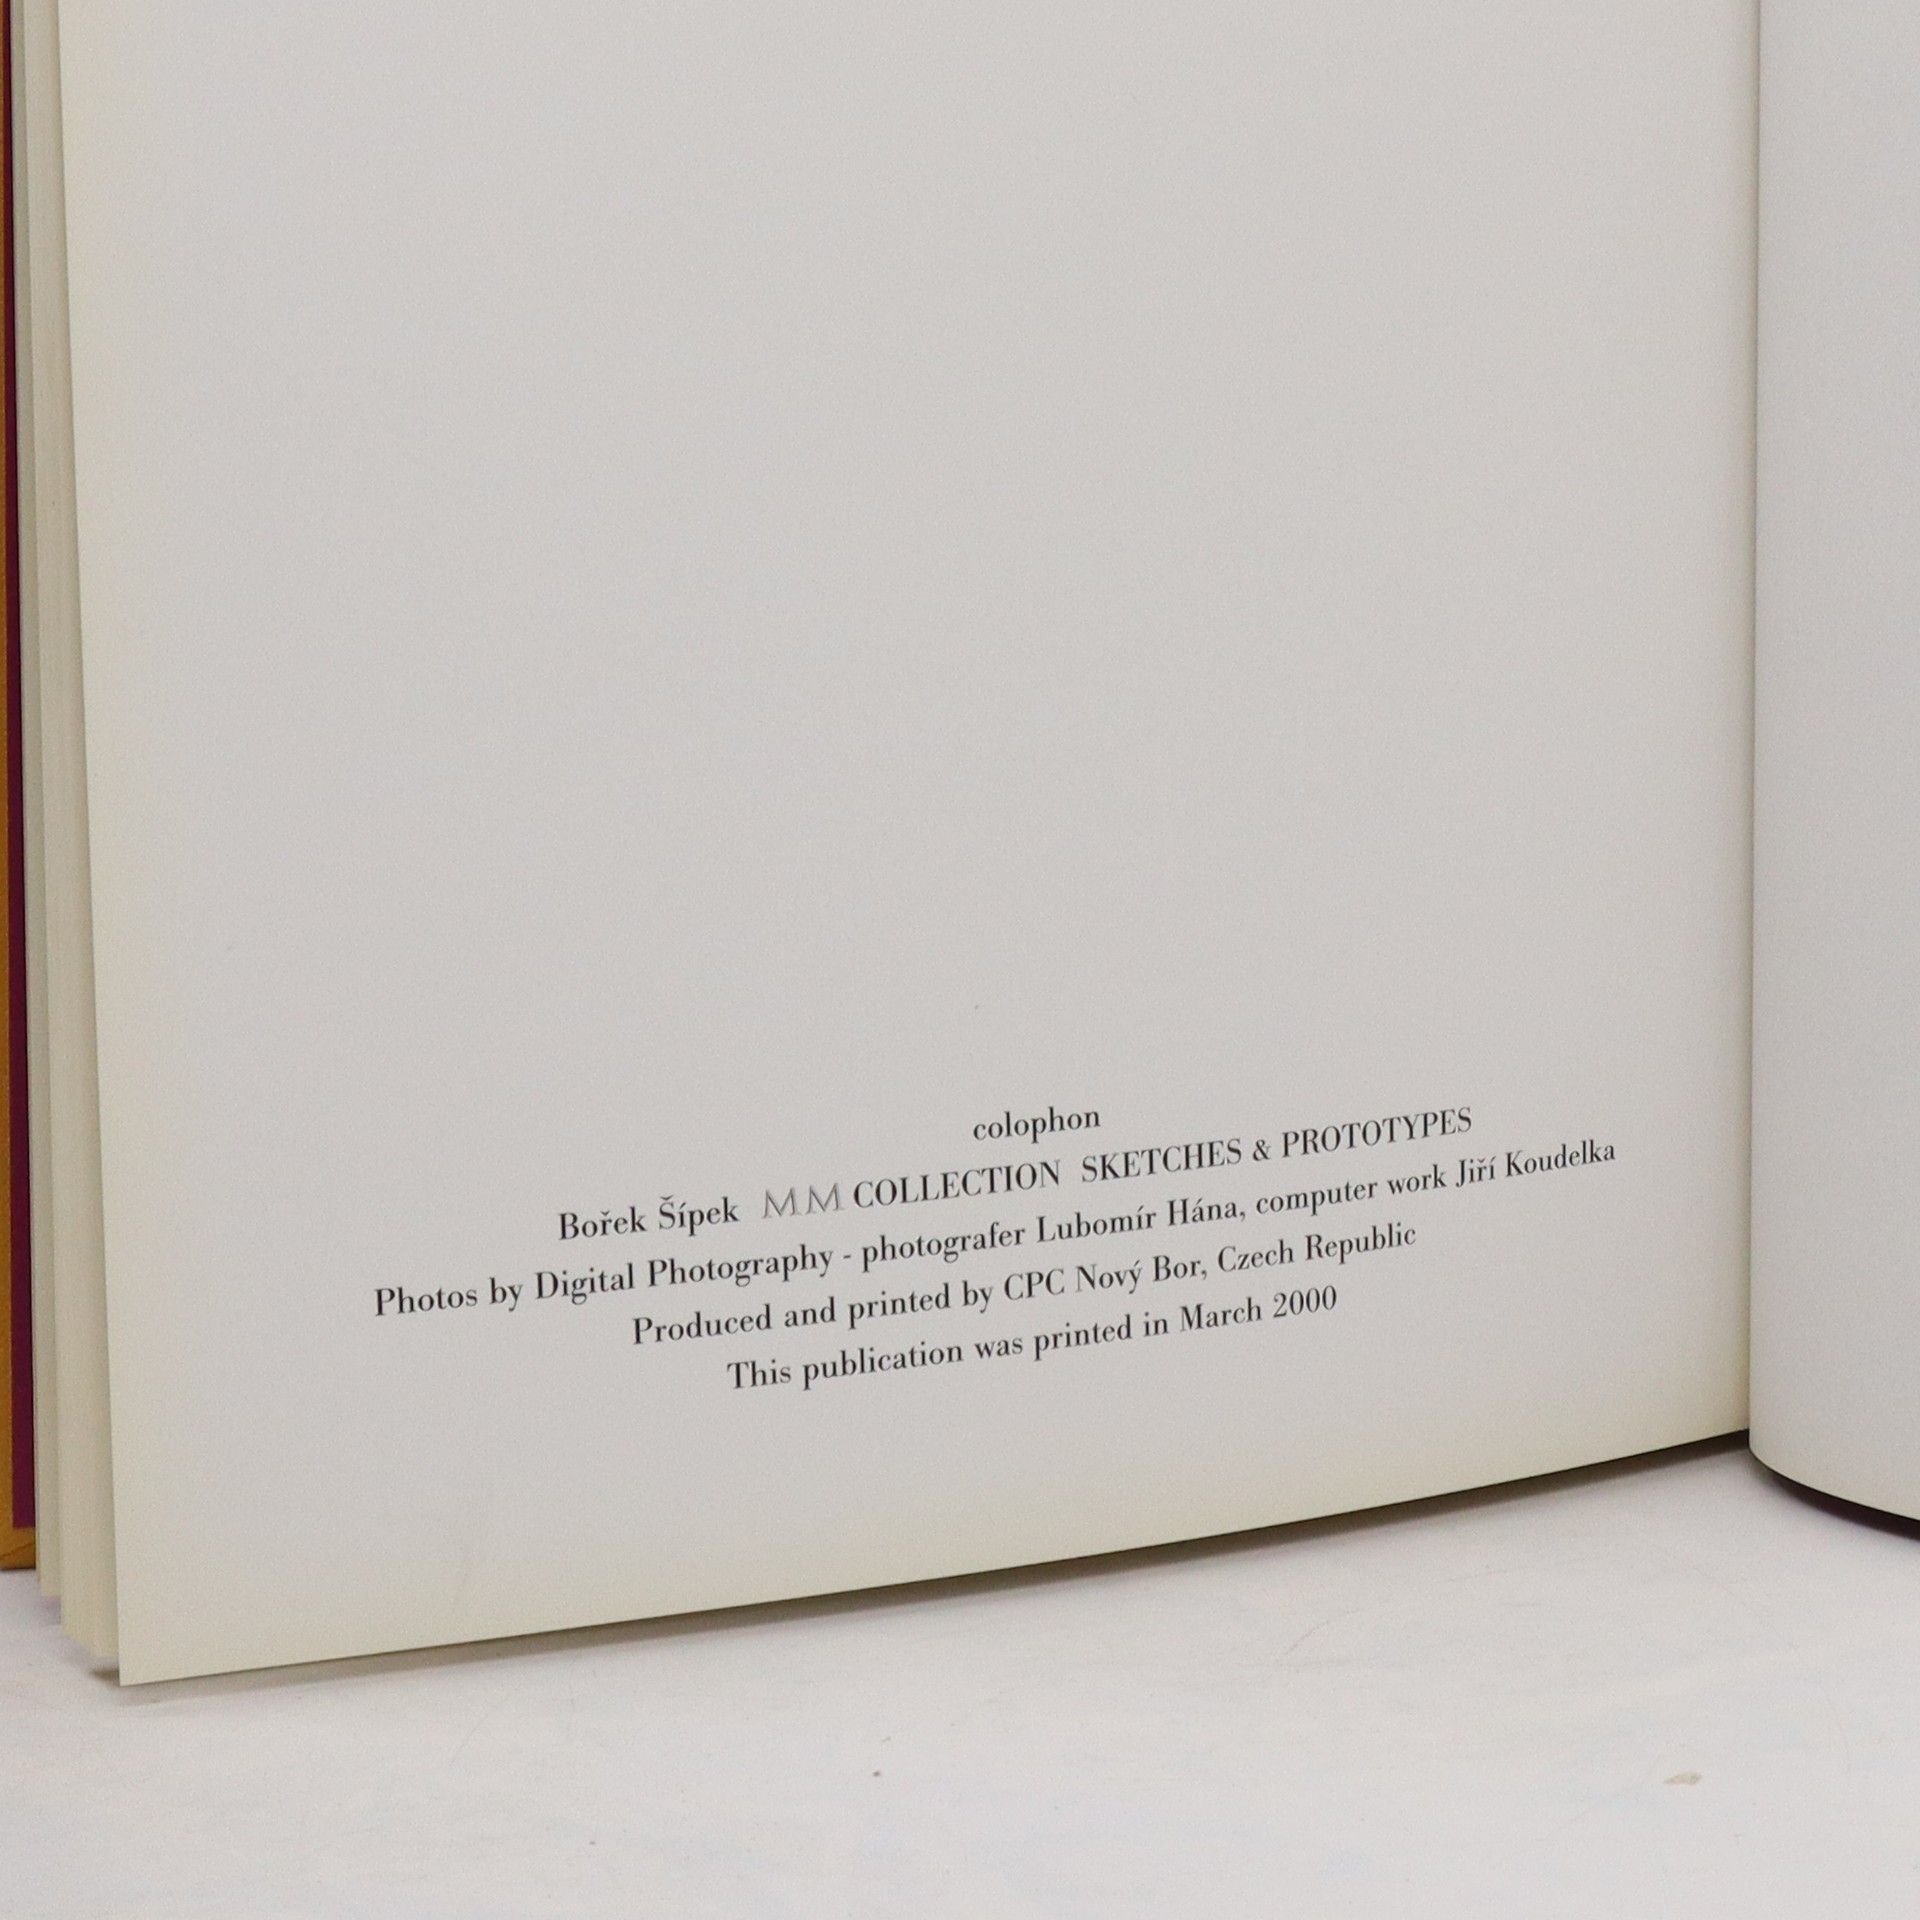 colophon
Bořek Šípek MM COLLECTION SKETCHES & PROTOTYPES
Photos by Digital Photography - photografer Lubomír Hána, computer work Jiří Koudelka
Produced and printed by CPC Nový Bor, Czech Republic
This publication was printed in March 2000